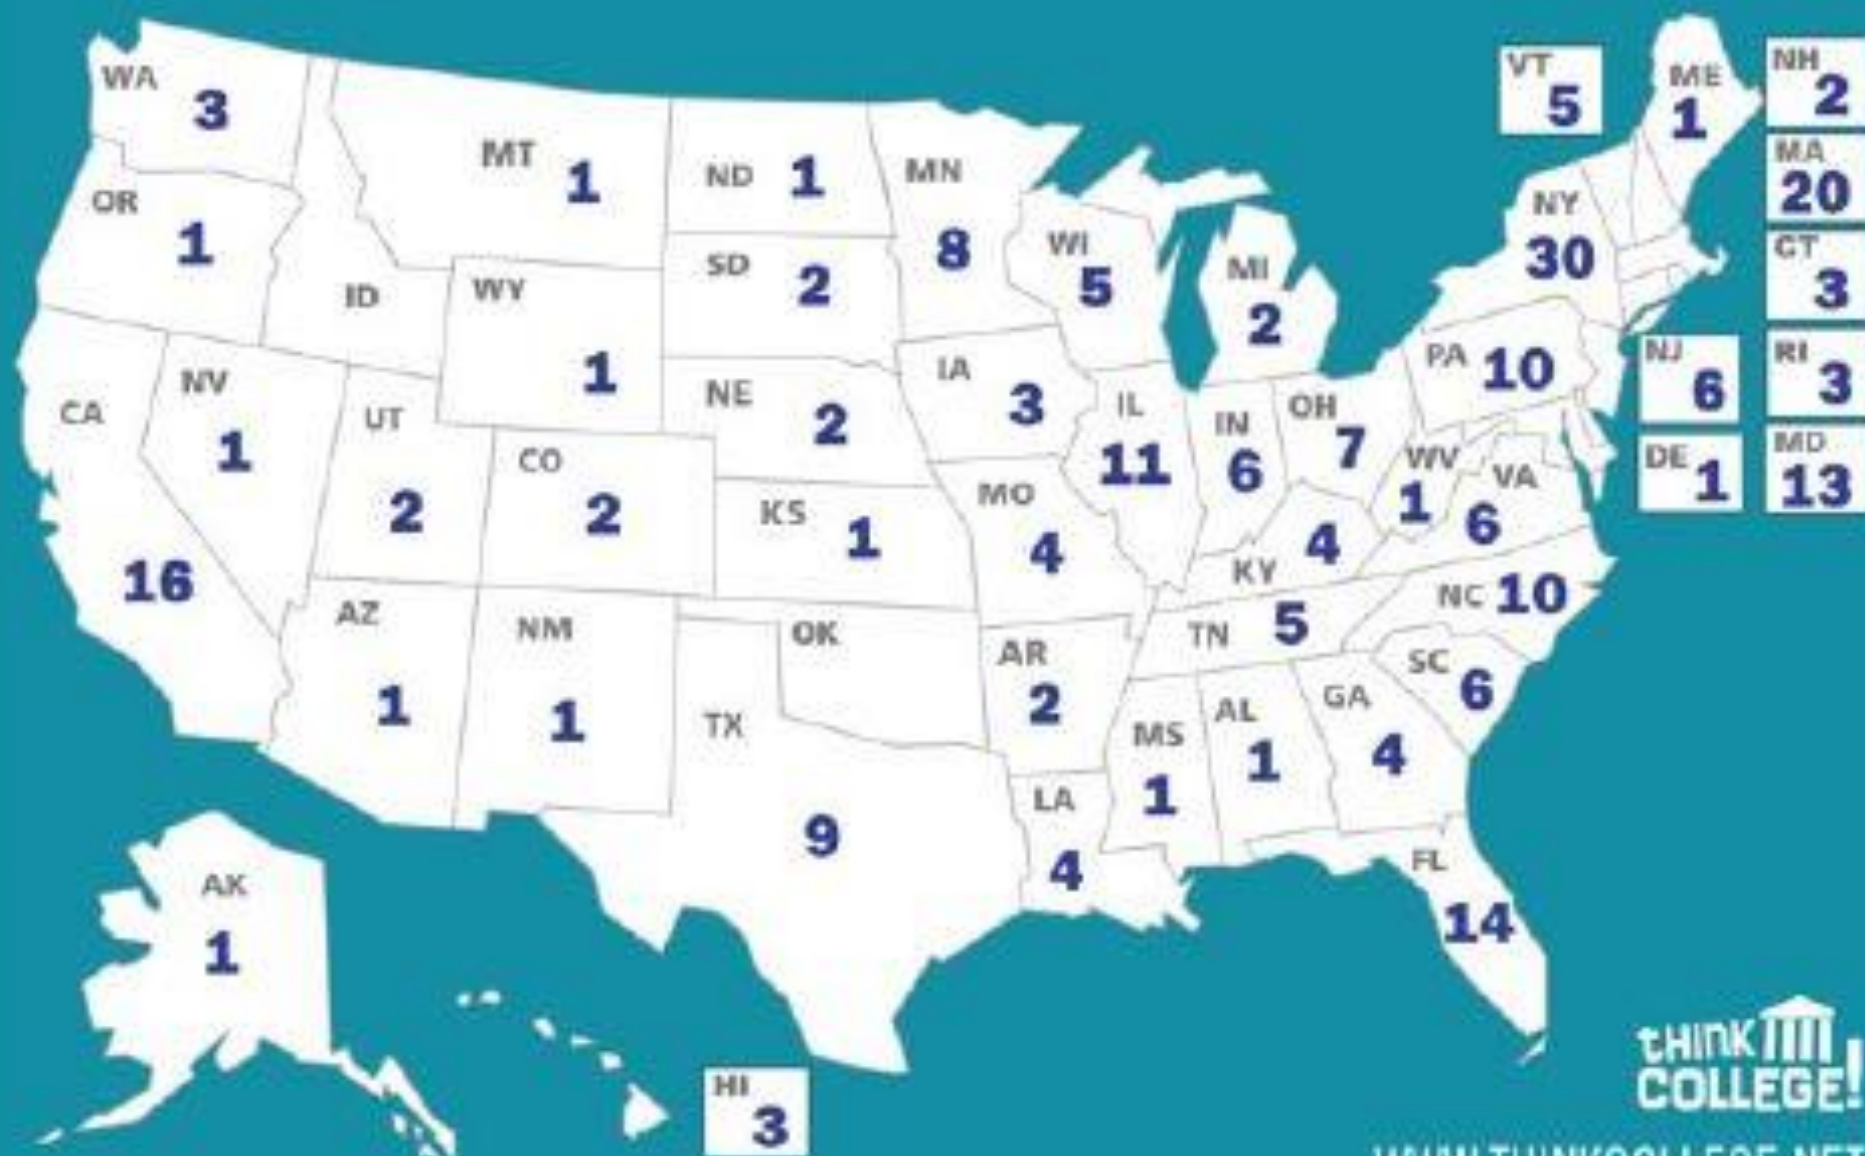 WA 3
OR 1
CA 16
NV 1
ID
MT 1
WY 1
UT 2
CO 2
AZ 1
NM 1
ND 1
SD 2
NE 2
KS 1
OK
TX 9
MN 8
IA 3
MO 4
AR 2
LA 4
WI 5
IL 11
MI 2
IN 6
OH 7
KY 4
TN 5
MS 1
AL 1
GA 4
FL 14
SC 6
NC 10
VA 6
WV 1
PA 10
NY 30
VT 5
ME 1
NH 2
MA 20
CT 3
RI 3
NJ 6
DE 1
MD 13
AK 1
HI 3
tHINK
COLLEGE!
WWW.THINKCOLLEGE.NET